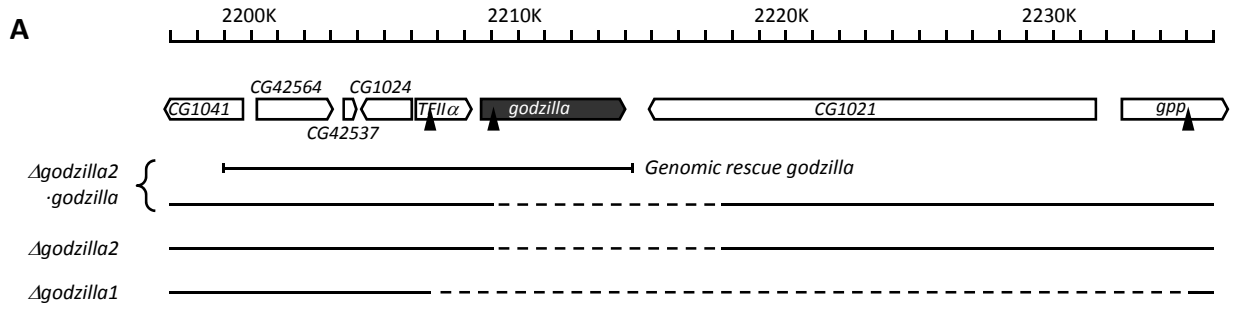 A
2200K 2210K 2220K 2230K
CG42564 CG1024
CG1041 TFIIα godzilla CG1021 gpp
CG42537
Δgodzilla2 Genomic rescue godzilla
·godzilla
Δgodzilla2
Δgodzilla1